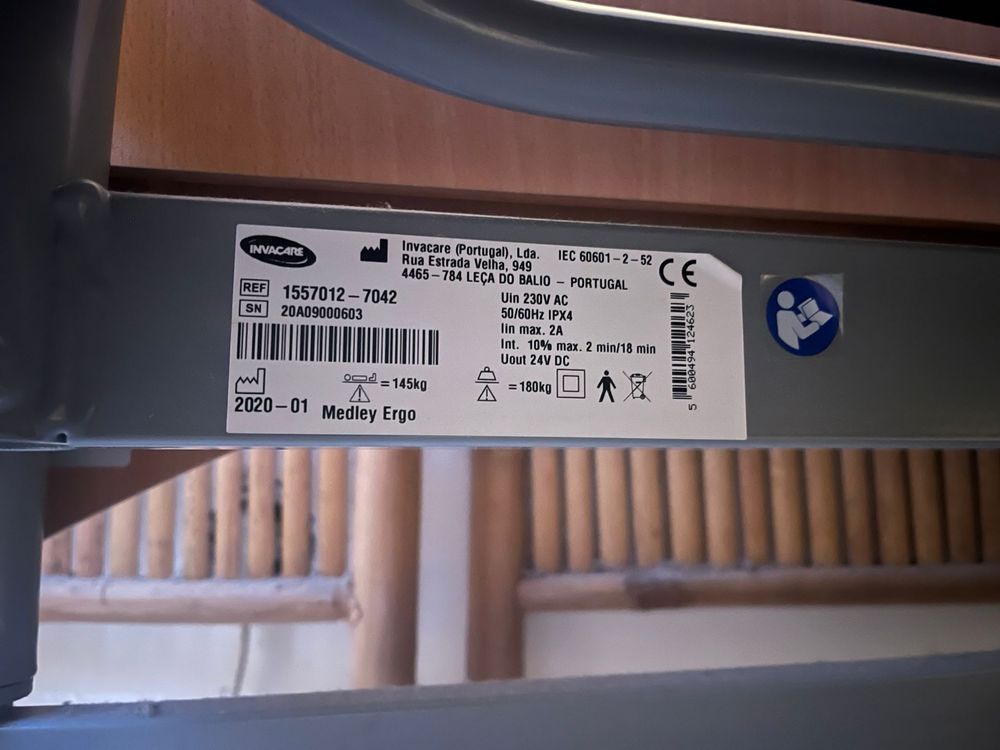 INVACARE
Invacare (Portugal), Lda.
Rua Estrada Velha, 949
4465-784 LEÇA DO BALIO - PORTUGAL
IEC 60601-2-52
CE
REF 1557012-7042
SN 20A09000603
Uin 230V AC
50/60Hz IPX4
Iin max. 2A
Int. 10% max. 2 min/18 min
Uout 24V DC
5 600494 124623
= 145kg
= 180kg
2020-01
Medley Ergo